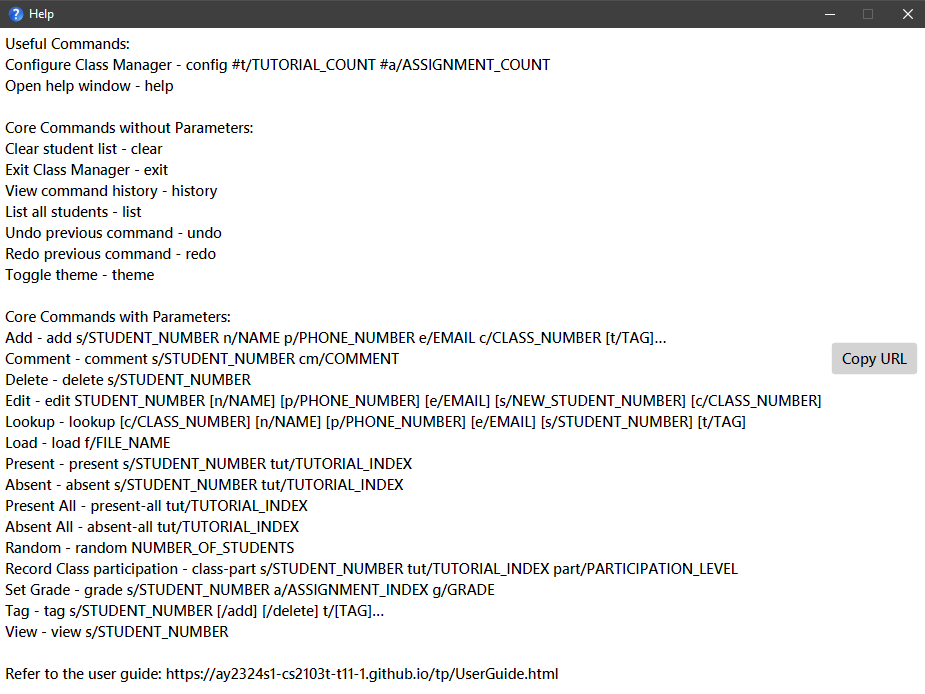 Help
Useful Commands:
Configure Class Manager - config #t/TUTORIAL_COUNT #a/ASSIGNMENT_COUNT
Open help window - help
Core Commands without Parameters:
Clear student list - clear
Exit Class Manager - exit
View command history - history
List all students - list
Undo previous command - undo
Redo previous command - redo
Toggle theme - theme
Core Commands with Parameters:
Add - add s/STUDENT_NUMBER n/NAME p/PHONE_NUMBER e/EMAIL c/CLASS_NUMBER [t/TAG]...
Comment - comment s/STUDENT_NUMBER cm/COMMENT
Copy URL
Delete - delete s/STUDENT_NUMBER
Edit - edit STUDENT_NUMBER [n/NAME] [p/PHONE_NUMBER] [e/EMAIL] [s/NEW_STUDENT_NUMBER] [c/CLASS_NUMBER]
Lookup - lookup [c/CLASS_NUMBER] [n/NAME] [p/PHONE_NUMBER] [e/EMAIL] [s/STUDENT_NUMBER] [t/TAG]
Load - load f/FILE_NAME
Present - present s/STUDENT_NUMBER tut/TUTORIAL_INDEX
Absent - absent s/STUDENT_NUMBER tut/TUTORIAL_INDEX
Present All - present-all tut/TUTORIAL_INDEX
Absent All - absent-all tut/TUTORIAL_INDEX
Random - random NUMBER_OF_STUDENTS
Record Class participation - class-part s/STUDENT_NUMBER tut/TUTORIAL_INDEX part/PARTICIPATION_LEVEL
Set Grade - grade s/STUDENT_NUMBER a/ASSIGNMENT_INDEX g/GRADE
Tag - tag s/STUDENT_NUMBER [/add] [/delete] t/[TAG]...
View - view s/STUDENT_NUMBER
Refer to the user guide: https://ay2324s1-cs2103t-t11-1.github.io/tp/UserGuide.html